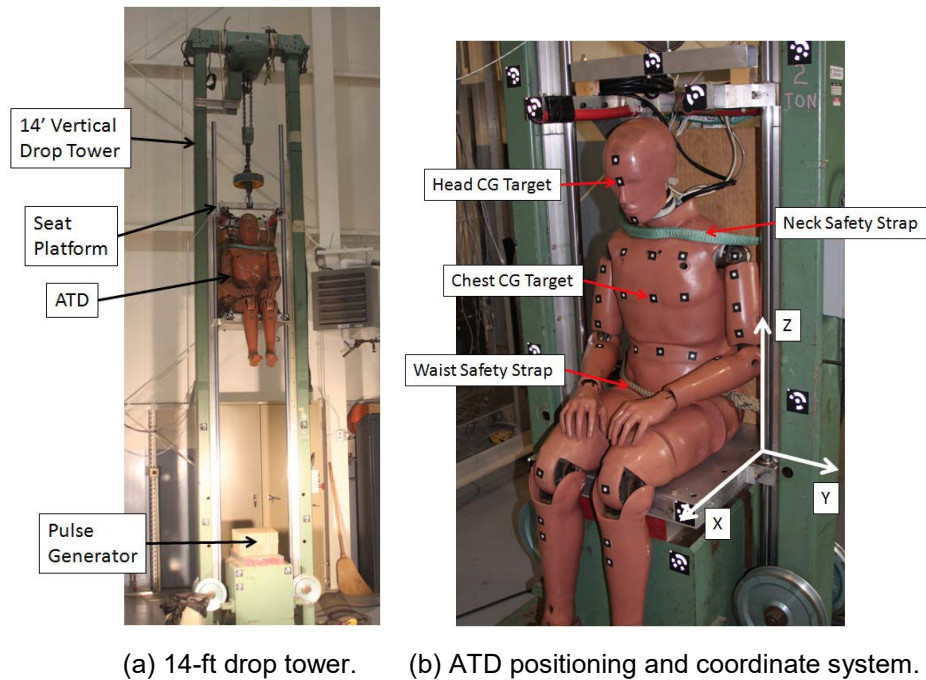 14' Vertical
Drop Tower
Seat
Platform
ATD
Pulse
Generator
(a) 14-ft drop tower.
2
TON
Head CG Target
Neck Safety Strap
Chest CG Target
Z
Waist Safety Strap
Y
X
(b) ATD positioning and coordinate system.